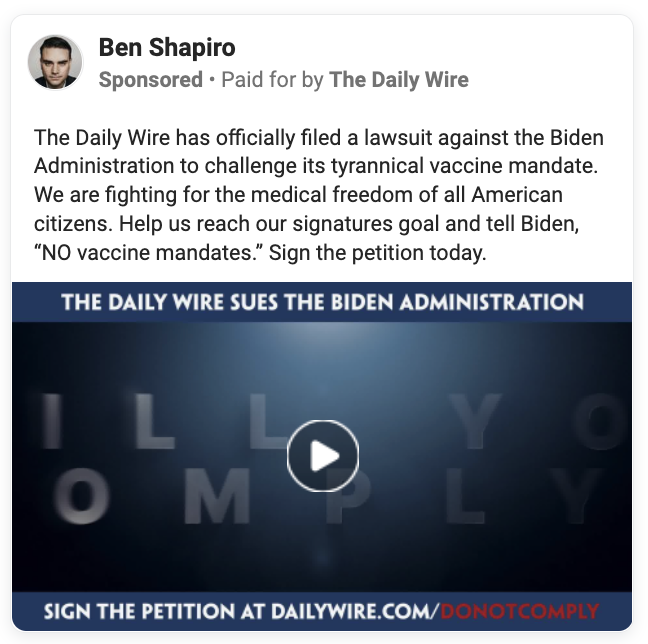 Ben Shapiro
Sponsored • Paid for by The Daily Wire
The Daily Wire has officially filed a lawsuit against the Biden
Administration to challenge its tyrannical vaccine mandate.
We are fighting for the medical freedom of all American
citizens. Help us reach our signatures goal and tell Biden,
“NO vaccine mandates.” Sign the petition today.
THE DAILY WIRE SUES THE BIDEN ADMINISTRATION
I L L Y O
O M P L Y
SIGN THE PETITION AT DAILYWIRE.COM/DONOTCOMPLY